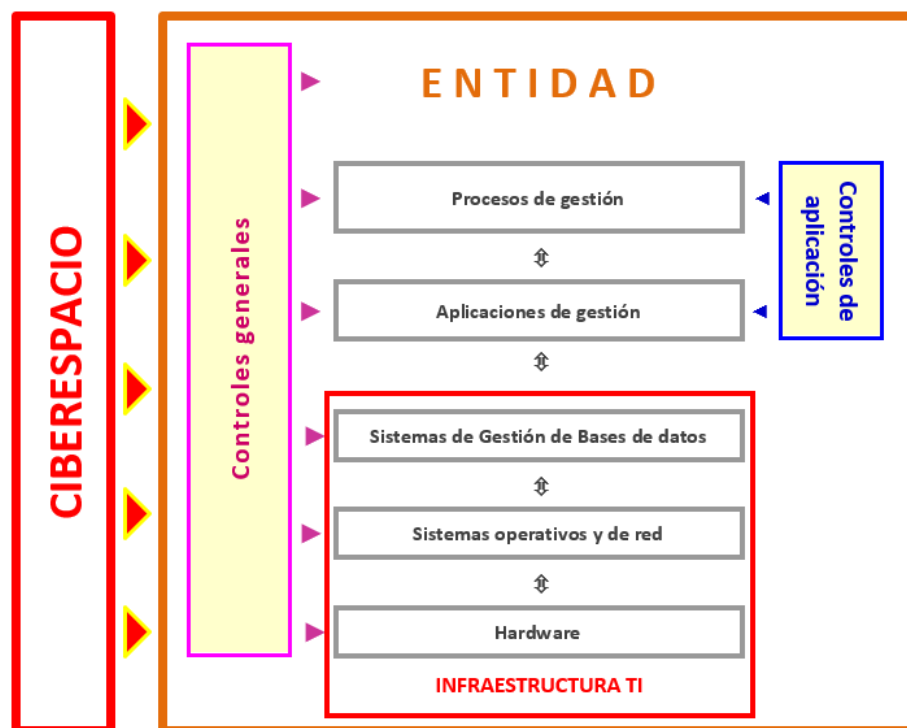 CIBERESPACIO
Controles generales
E N T I D A D
Procesos de gestión
Aplicaciones de gestión
Controles de
aplicación
Sistemas de Gestión de Bases de datos
Sistemas operativos y de red
Hardware
INFRAESTRUCTURA TI